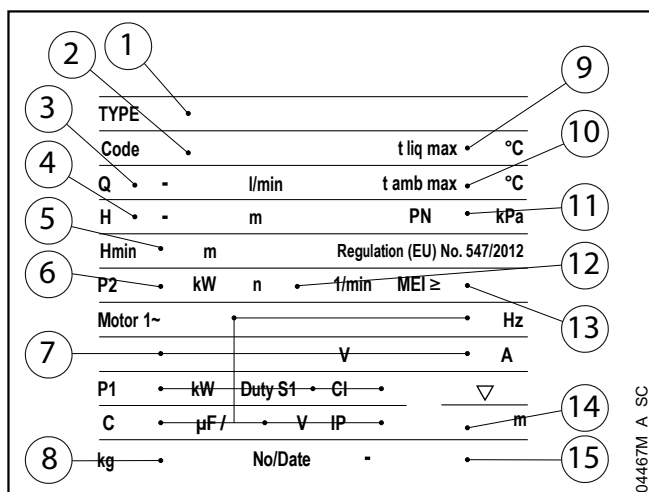 1
2
9
3
TYPE
10
Code t liq max °C
4
Q - l/min t amb max °C
H - m PN kPa
11
5
Hmin m Regulation (EU) No. 547/2012
12
6
P2 kW n 1/min MEI ≥
13
Motor 1~ Hz
7
V A
P1 kW Duty S1 Cl ▽
14
C µF / V IP m
8
kg No/Date -
15
04467M A SC